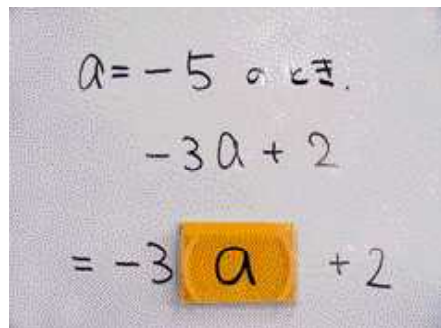 a = -5 のとき.
-3a + 2
= -3 a + 2